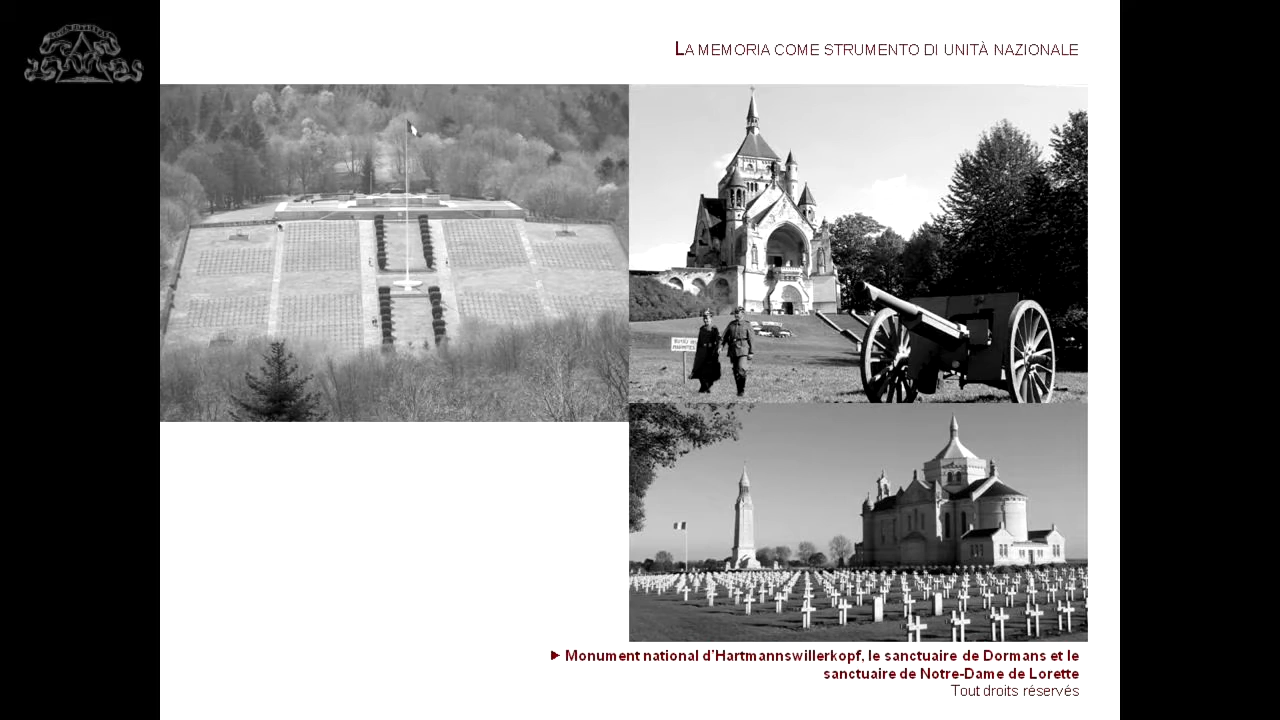 LA MEMORIA COME STRUMENTO DI UNITÀ NAZIONALE
► Monument national d'Hartmannswillerkopf, le sanctuaire de Dormans et le
sanctuaire de Notre-Dame de Lorette
Tout droits réservés